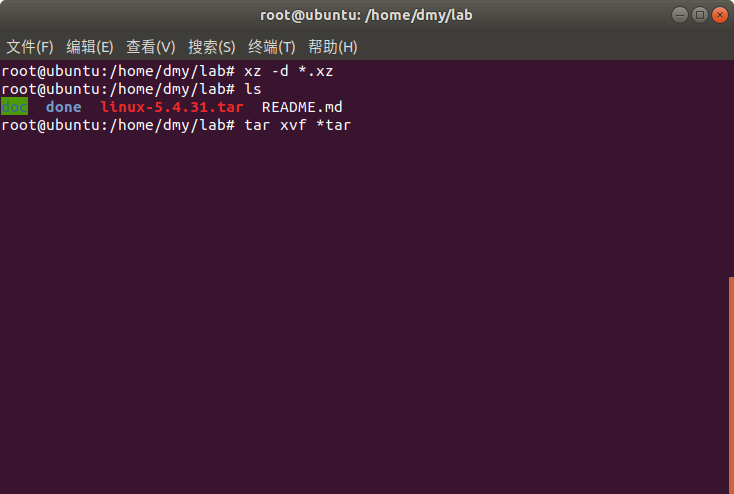 root@ubuntu: /home/dmy/lab
文件(F) 编辑(E) 查看(V) 搜索(S) 终端(T) 帮助(H)
root@ubuntu:/home/dmy/lab# xz -d *.xz
root@ubuntu:/home/dmy/lab# ls
doc  done  linux-5.4.31.tar  README.md
root@ubuntu:/home/dmy/lab# tar xvf *tar